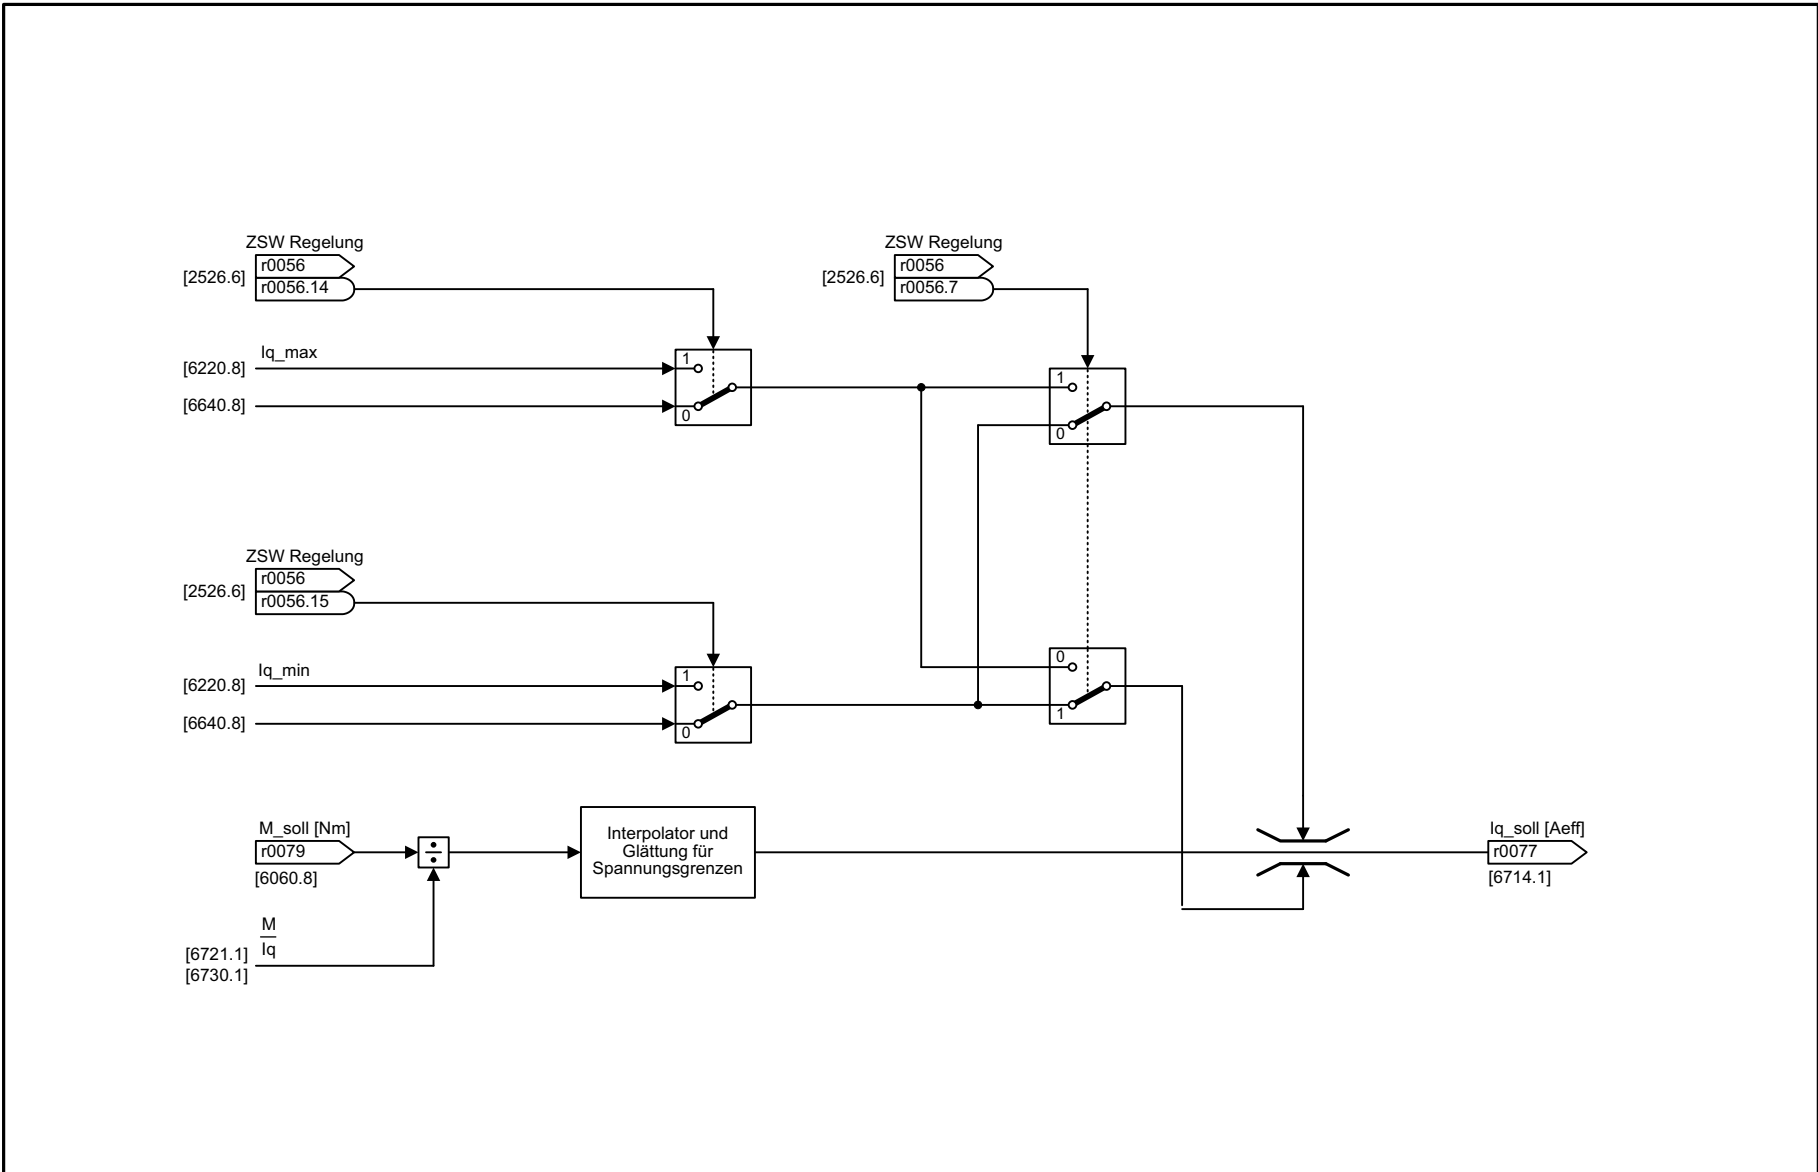 ZSW Regelung
r0056
[2526.6]
r0056.14
ZSW Regelung
r0056
[2526.6]
r0056.7
Iq_max
[6220.8]
1
[6640.8]
0
1
0
ZSW Regelung
r0056
[2526.6]
r0056.15
Iq_min
[6220.8]
1
[6640.8]
0
0
1
M_soll [Nm]
r0079
[6060.8]
÷
Interpolator und
Glättung für
Spannungsgrenzen
Iq_soll [Aeff]
r0077
[6714.1]
M
Iq
[6721.1]
[6730.1]